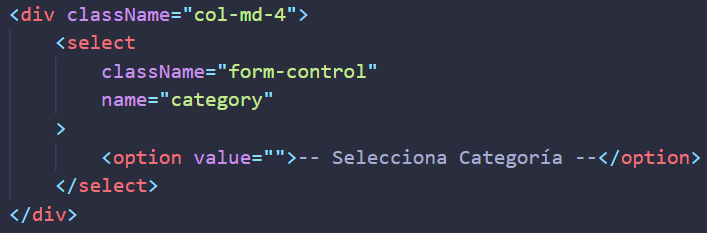 <div className="col-md-4">
<select
className="form-control"
name="category"
>
<option value="">-- Selecciona Categoría --</option>
</select>
</div>